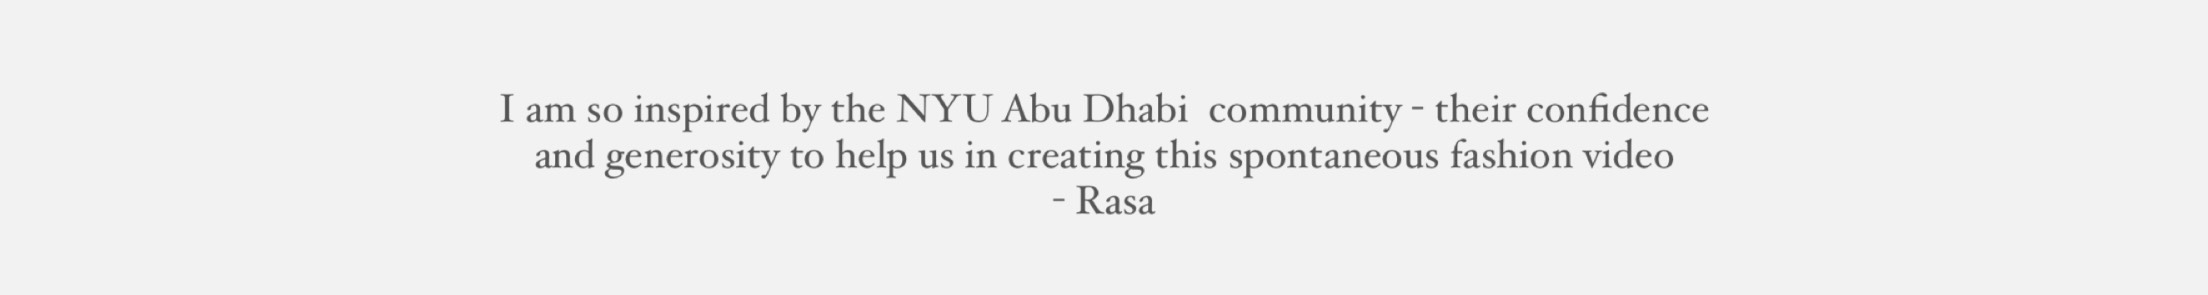 I am so inspired by the NYU Abu Dhabi  community - their confidence
and generosity to help us in creating this spontaneous fashion video
- Rasa